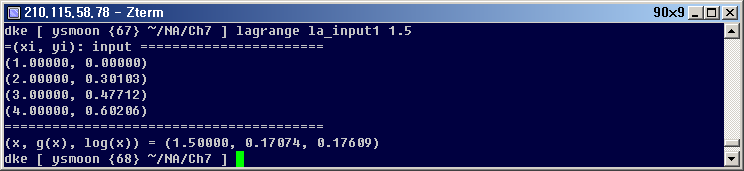 210.115.58.78 - Zterm 90×9
dke [ ysmoon {67} ~/NA/Ch7 ] lagrange la_input1 1.5
=(xi, yi): input =======================
(1.00000, 0.00000)
(2.00000, 0.30103)
(3.00000, 0.47712)
(4.00000, 0.60206)
========================================
(x, g(x), log(x)) = (1.50000, 0.17074, 0.17609)
dke [ ysmoon {68} ~/NA/Ch7 ]